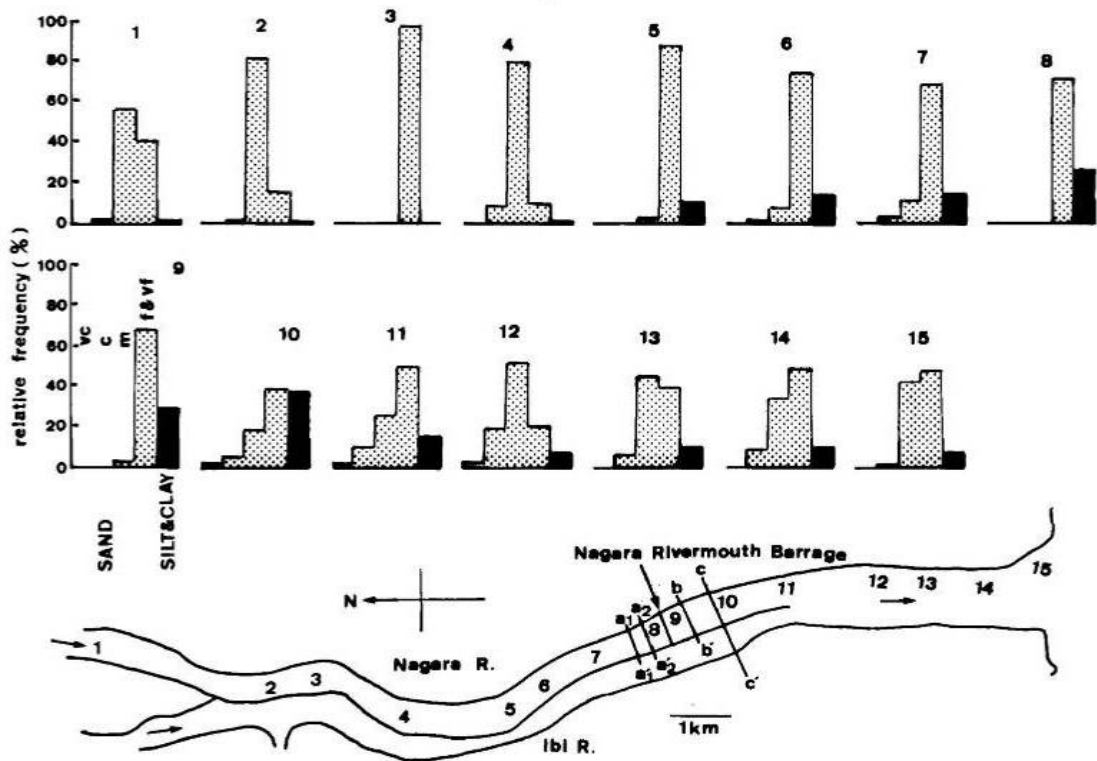 relative frequency (%)
100
80
60
40
20
0
1
2
3
4
5
6
7
8
100
80
60
40
20
0
9
vc
c
m
f & vf
10
11
12
13
14
15
SAND
SILT&CLAY
N
Nagara Rivermouth Barrage
1
2
3
4
5
6
7
8
9
10
11
12
13
14
15
a1
a2
b
c
a´1
a´2
b´
c´
Nagara R.
Ibi R.
1km